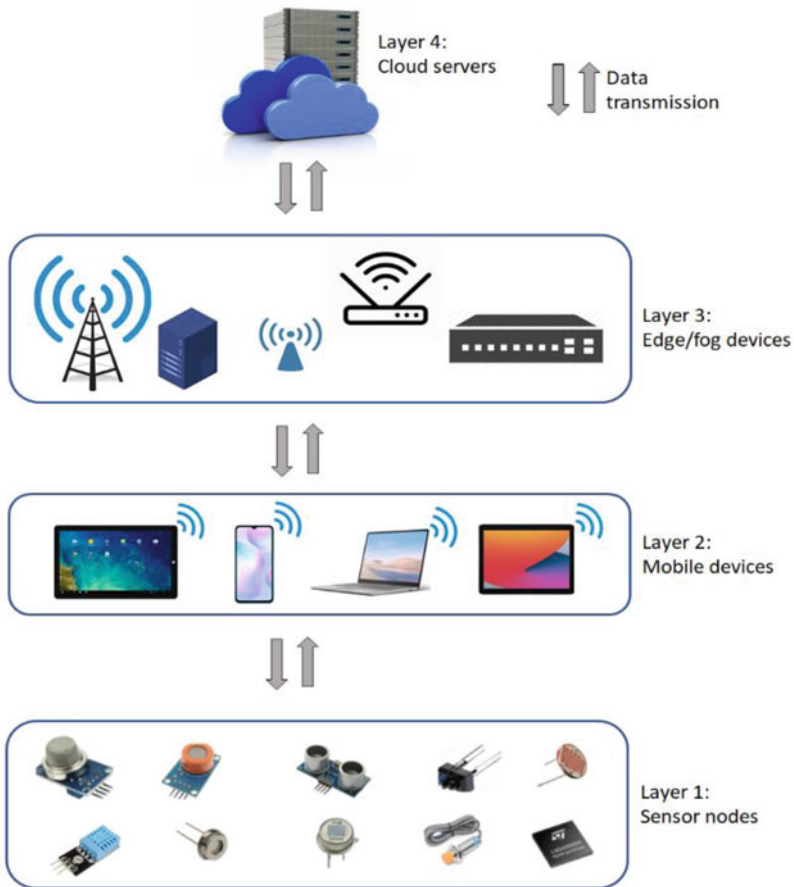 Layer 4:
Cloud servers
Data
transmission
Layer 3:
Edge/fog devices
Layer 2:
Mobile devices
Layer 1:
Sensor nodes